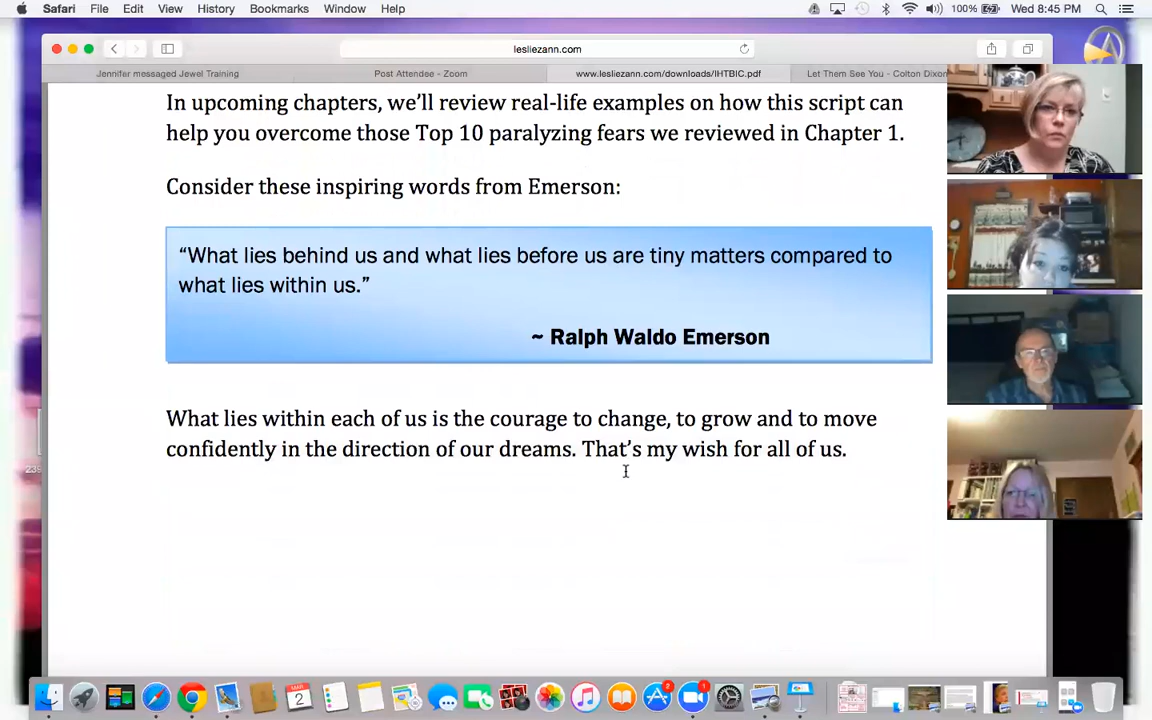 Safari File Edit View History Bookmarks Window Help 100% Wed 8:45 PM
lesliezann.com
Jennifer messaged Jewel Training Post Attendee - Zoom www.lesliezann.com/downloads/IHTBIC.pdf Let Them See You - Colton Dixon
In upcoming chapters, we’ll review real-life examples on how this script can
help you overcome those Top 10 paralyzing fears we reviewed in Chapter 1.
Consider these inspiring words from Emerson:
“What lies behind us and what lies before us are tiny matters compared to
what lies within us.”
~ Ralph Waldo Emerson
What lies within each of us is the courage to change, to grow and to move
confidently in the direction of our dreams. That’s my wish for all of us.
MAR
2
2
1